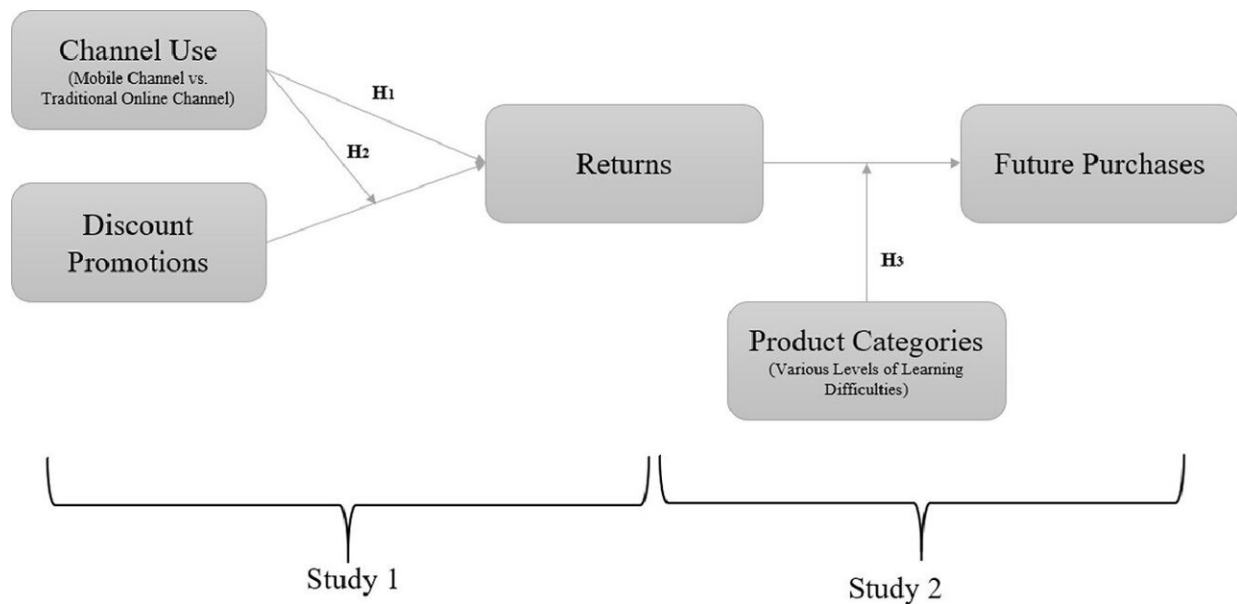 Channel Use
(Mobile Channel vs.
Traditional Online Channel)
H1
H2
Discount
Promotions
Returns
Future Purchases
H3
Product Categories
(Various Levels of Learning
Difficulties)
Study 1
Study 2